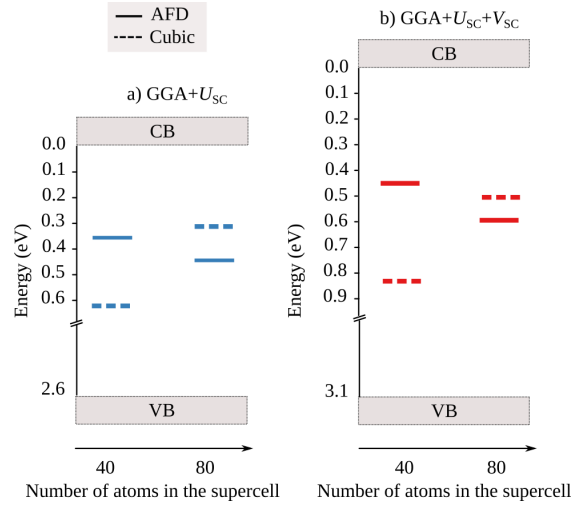 AFD
Cubic
a) GGA+U_SC
CB
0.0
0.1
0.2
0.3
0.4
0.5
0.6
2.6
VB
Energy (eV)
40 80
Number of atoms in the supercell
b) GGA+U_SC+V_SC
CB
0.0
0.1
0.2
0.3
0.4
0.5
0.6
0.7
0.8
0.9
3.1
VB
Energy (eV)
40 80
Number of atoms in the supercell